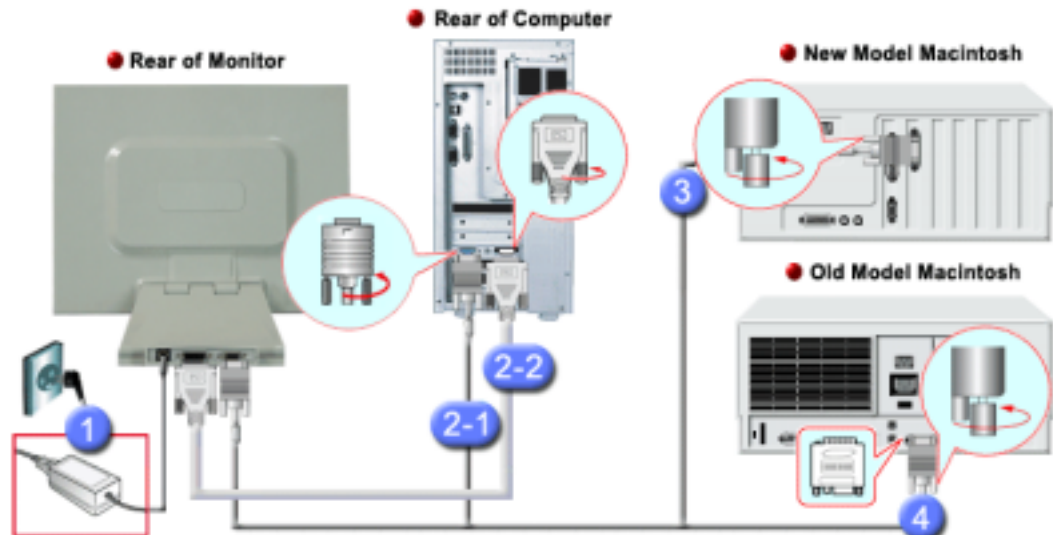 Rear of Computer
Rear of Monitor
New Model Macintosh
3
Old Model Macintosh
2-2
1
2-1
4